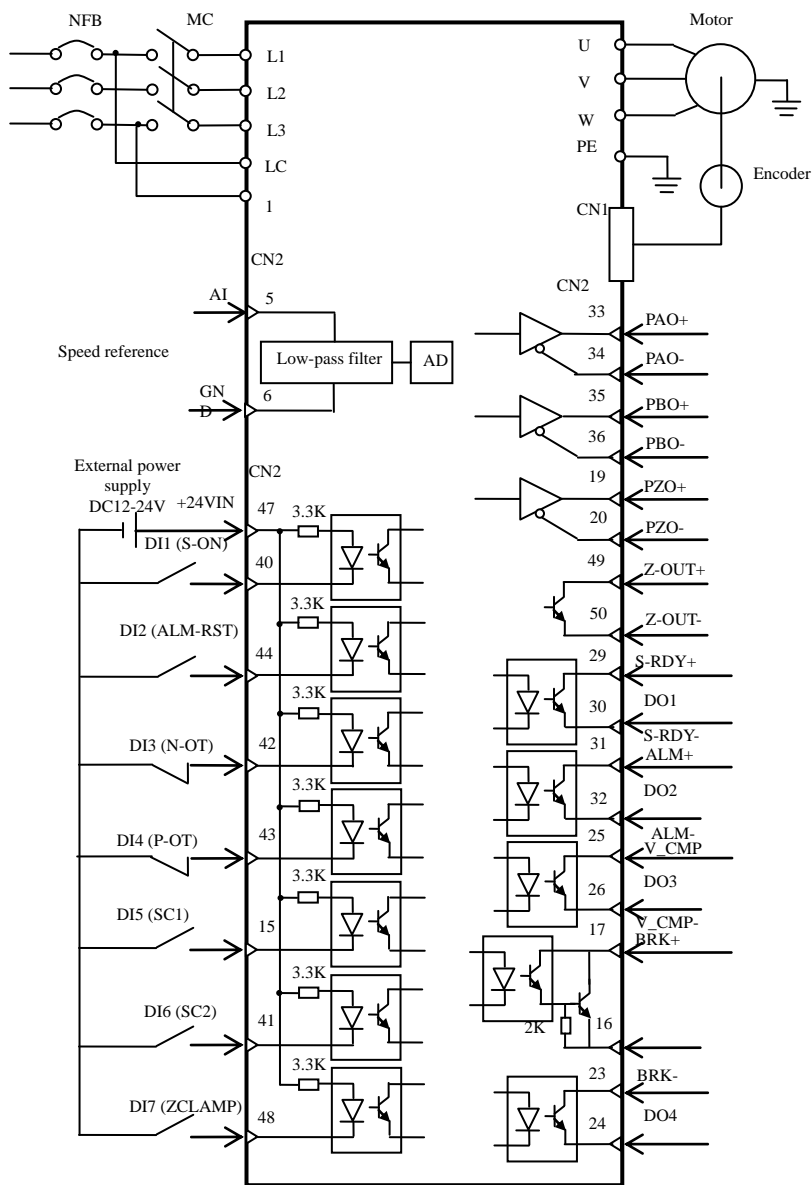 NFB
MC
Motor
L1
L2
L3
LC
1
U
V
W
PE
Encoder
CN1
CN2
AI
5
Speed reference
Low-pass filter
AD
GN
D
6
CN2
33
PAO+
34
PAO-
35
PBO+
36
PBO-
19
PZO+
20
PZO-
49
Z-OUT+
50
Z-OUT-
29
S-RDY+
DO1
30
S-RDY-
31
ALM+
DO2
32
ALM-
25
V_CMP
DO3
26
V_CMP-
17
BRK+
2K
16
23
BRK-
DO4
24
CN2
External power
supply
DC12-24V
+24VIN
47
3.3K
DI1 (S-ON)
40
3.3K
DI2 (ALM-RST)
44
3.3K
DI3 (N-OT)
42
3.3K
DI4 (P-OT)
43
3.3K
DI5 (SC1)
15
3.3K
DI6 (SC2)
41
3.3K
DI7 (ZCLAMP)
48